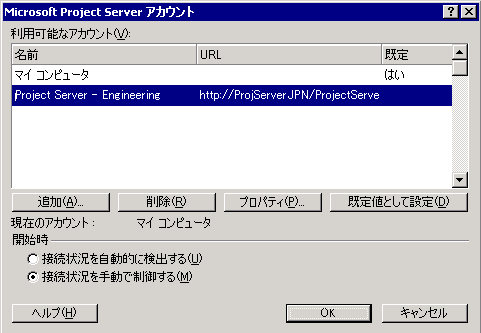 Microsoft Project Server アカウント
利用可能なアカウント(V):
名前 URL 既定
マイ コンピュータ はい
Project Server - Engineering http://ProjServerJPN/ProjectServe
追加(A)... 削除(R) プロパティ(P)... 既定値として設定(D)
現在のアカウント: マイ コンピュータ
開始時
接続状況を自動的に検出する(U)
接続状況を手動で制御する(M)
ヘルプ(H) OK キャンセル